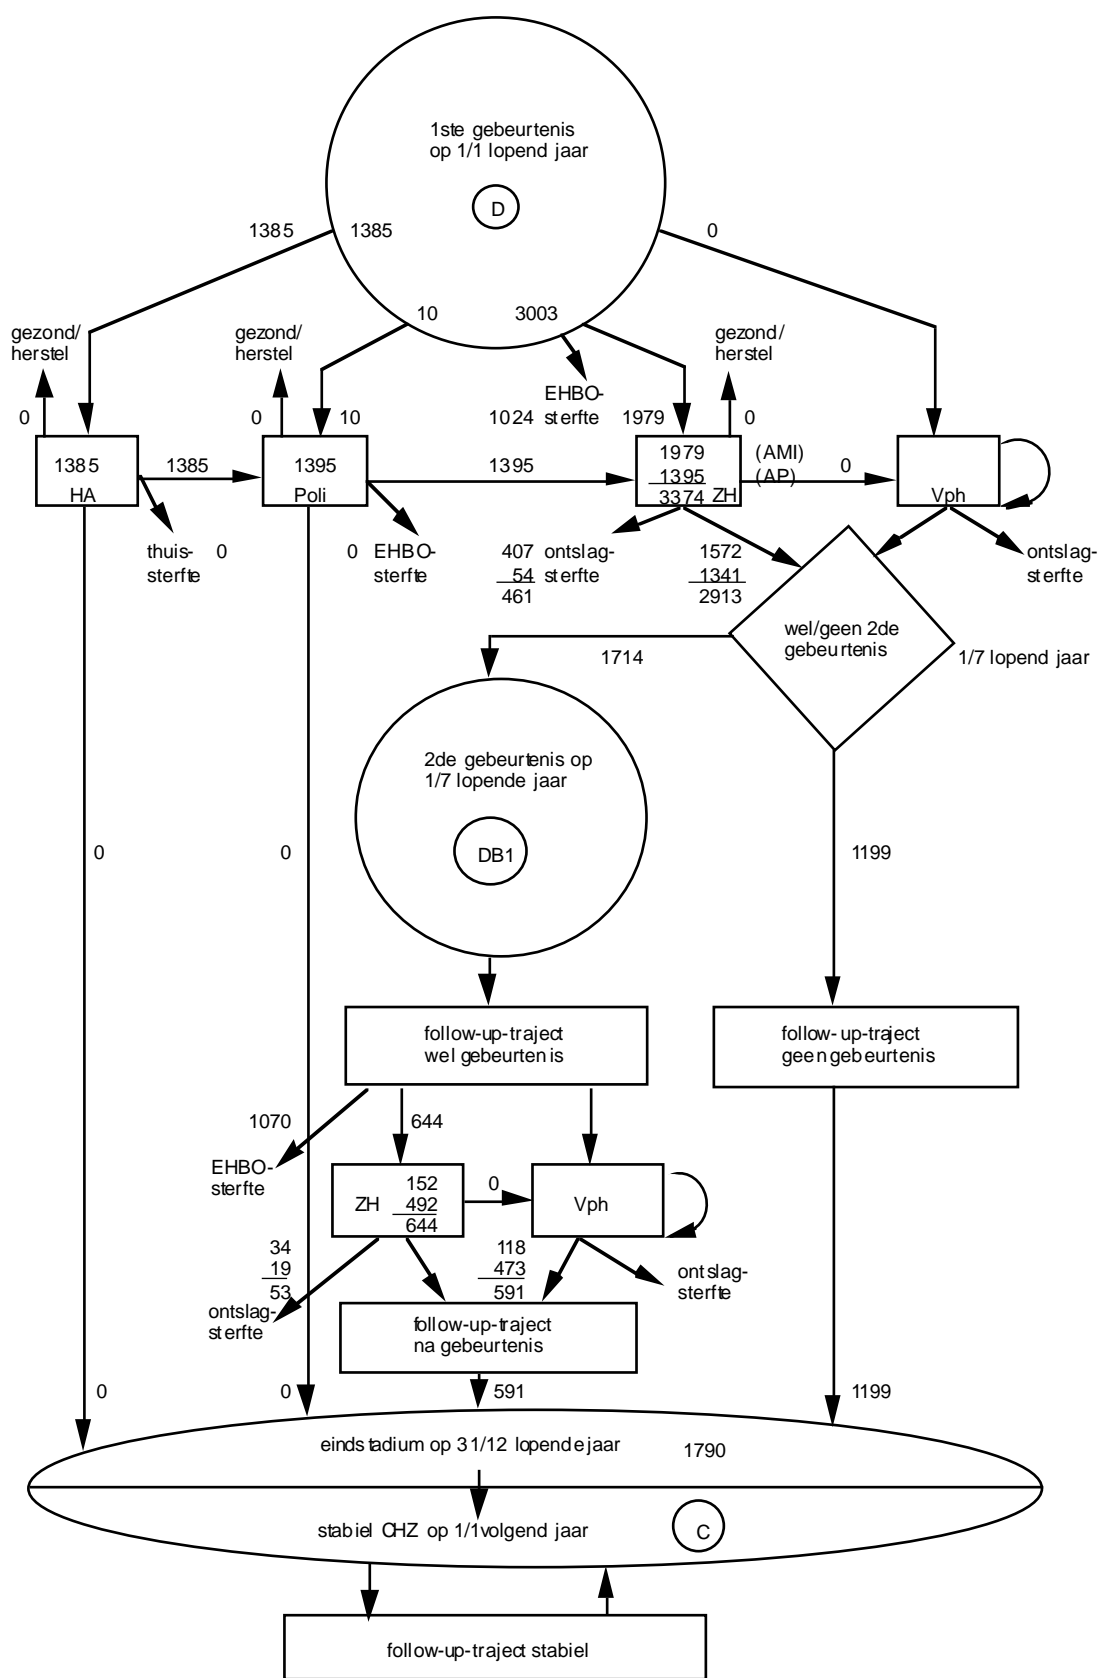 1ste gebeurtenis
op 1/1 lopend jaar
D
1385
1385
0
10
3003
gezond/
herstel
gezond/
herstel
gezond/
herstel
EHBO-
sterfte
0
0
10
1024
1979
0
1385
HA
1385
1395
Poli
1395
1979
1395
3374 ZH
(AMI)
(AP)
0
Vph
thuis-
sterfte
0
0
EHBO-
sterfte
407
54
461
ontslag-
sterfte
1572
1341
2913
ontslag-
sterfte
wel/geen 2de
gebeurtenis
1/7 lopend jaar
1714
2de gebeurtenis op
1/7 lopende jaar
DB1
0
0
1199
follow-up-traject
wel gebeurtenis
follow-up-traject
geen gebeurtenis
1070
644
EHBO-
sterfte
ZH
152
492
644
0
Vph
34
19
53
118
473
591
ontslag-
sterfte
ontslag-
sterfte
follow-up-traject
na gebeurtenis
0
0
591
1199
eindstadium op 31/12 lopende jaar
1790
stabiel CHZ op 1/1volgend jaar
C
follow-up-traject stabiel